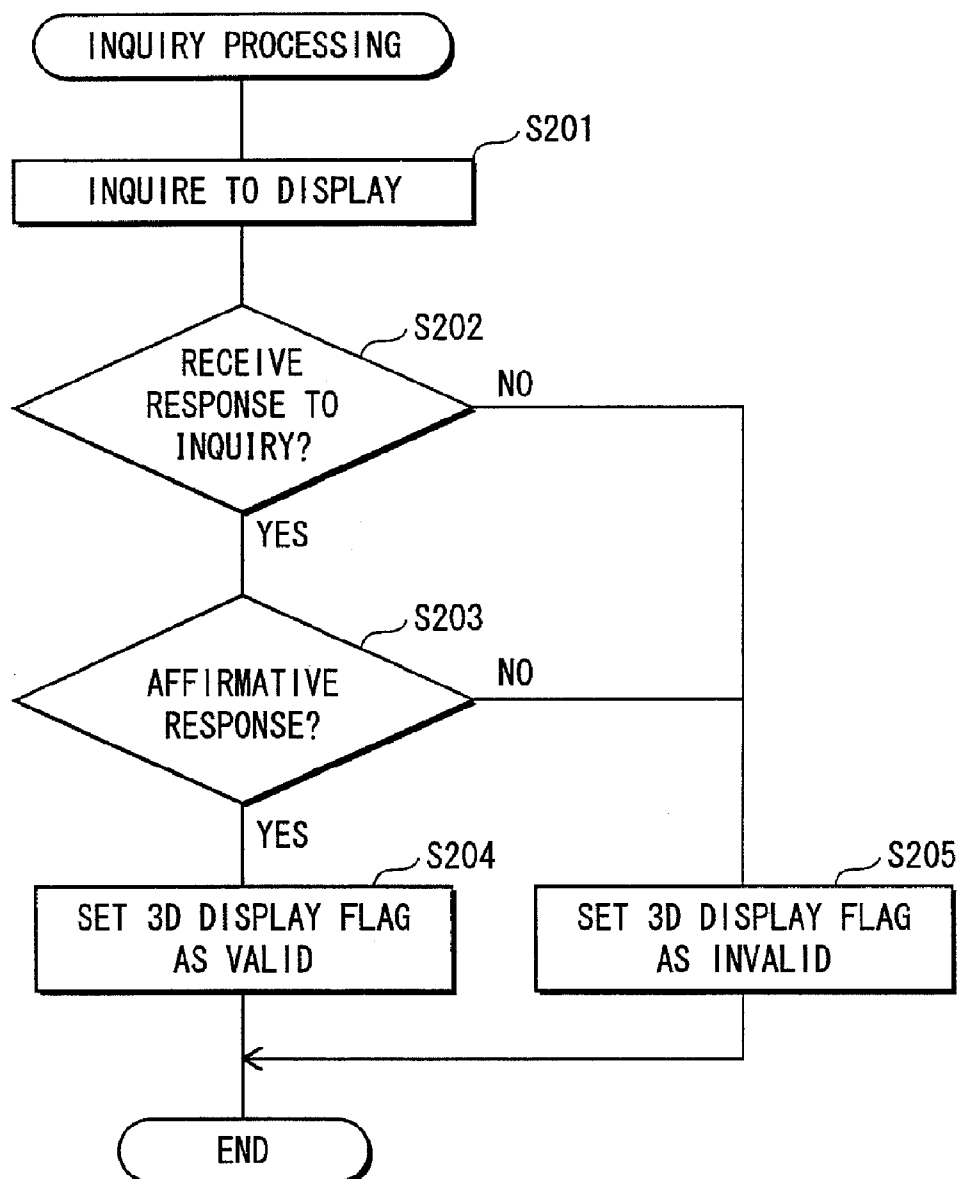 INQUIRY PROCESSING
S201
INQUIRE TO DISPLAY
S202
RECEIVE
RESPONSE TO
INQUIRY?
NO
YES
S203
AFFIRMATIVE
RESPONSE?
NO
YES
S204
SET 3D DISPLAY FLAG
AS VALID
S205
SET 3D DISPLAY FLAG
AS INVALID
END